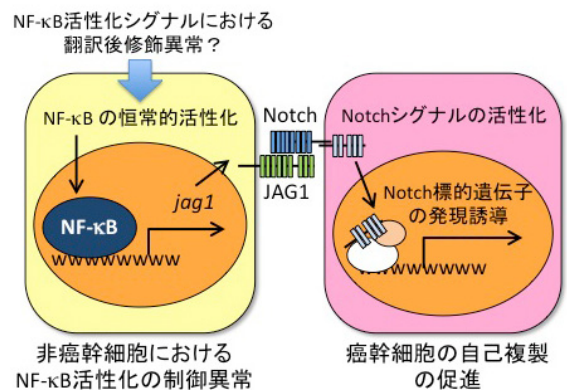 NF-κB活性化シグナルにおける
翻訳後修飾異常？
NF-κB の恒常的活性化
jag1
NF-κB
wwwwwwww
Notch
JAG1
Notchシグナルの活性化
Notch標的遺伝子
の発現誘導
wwwwwwww
非癌幹細胞における
NF-κB活性化の制御異常
癌幹細胞の自己複製
の促進